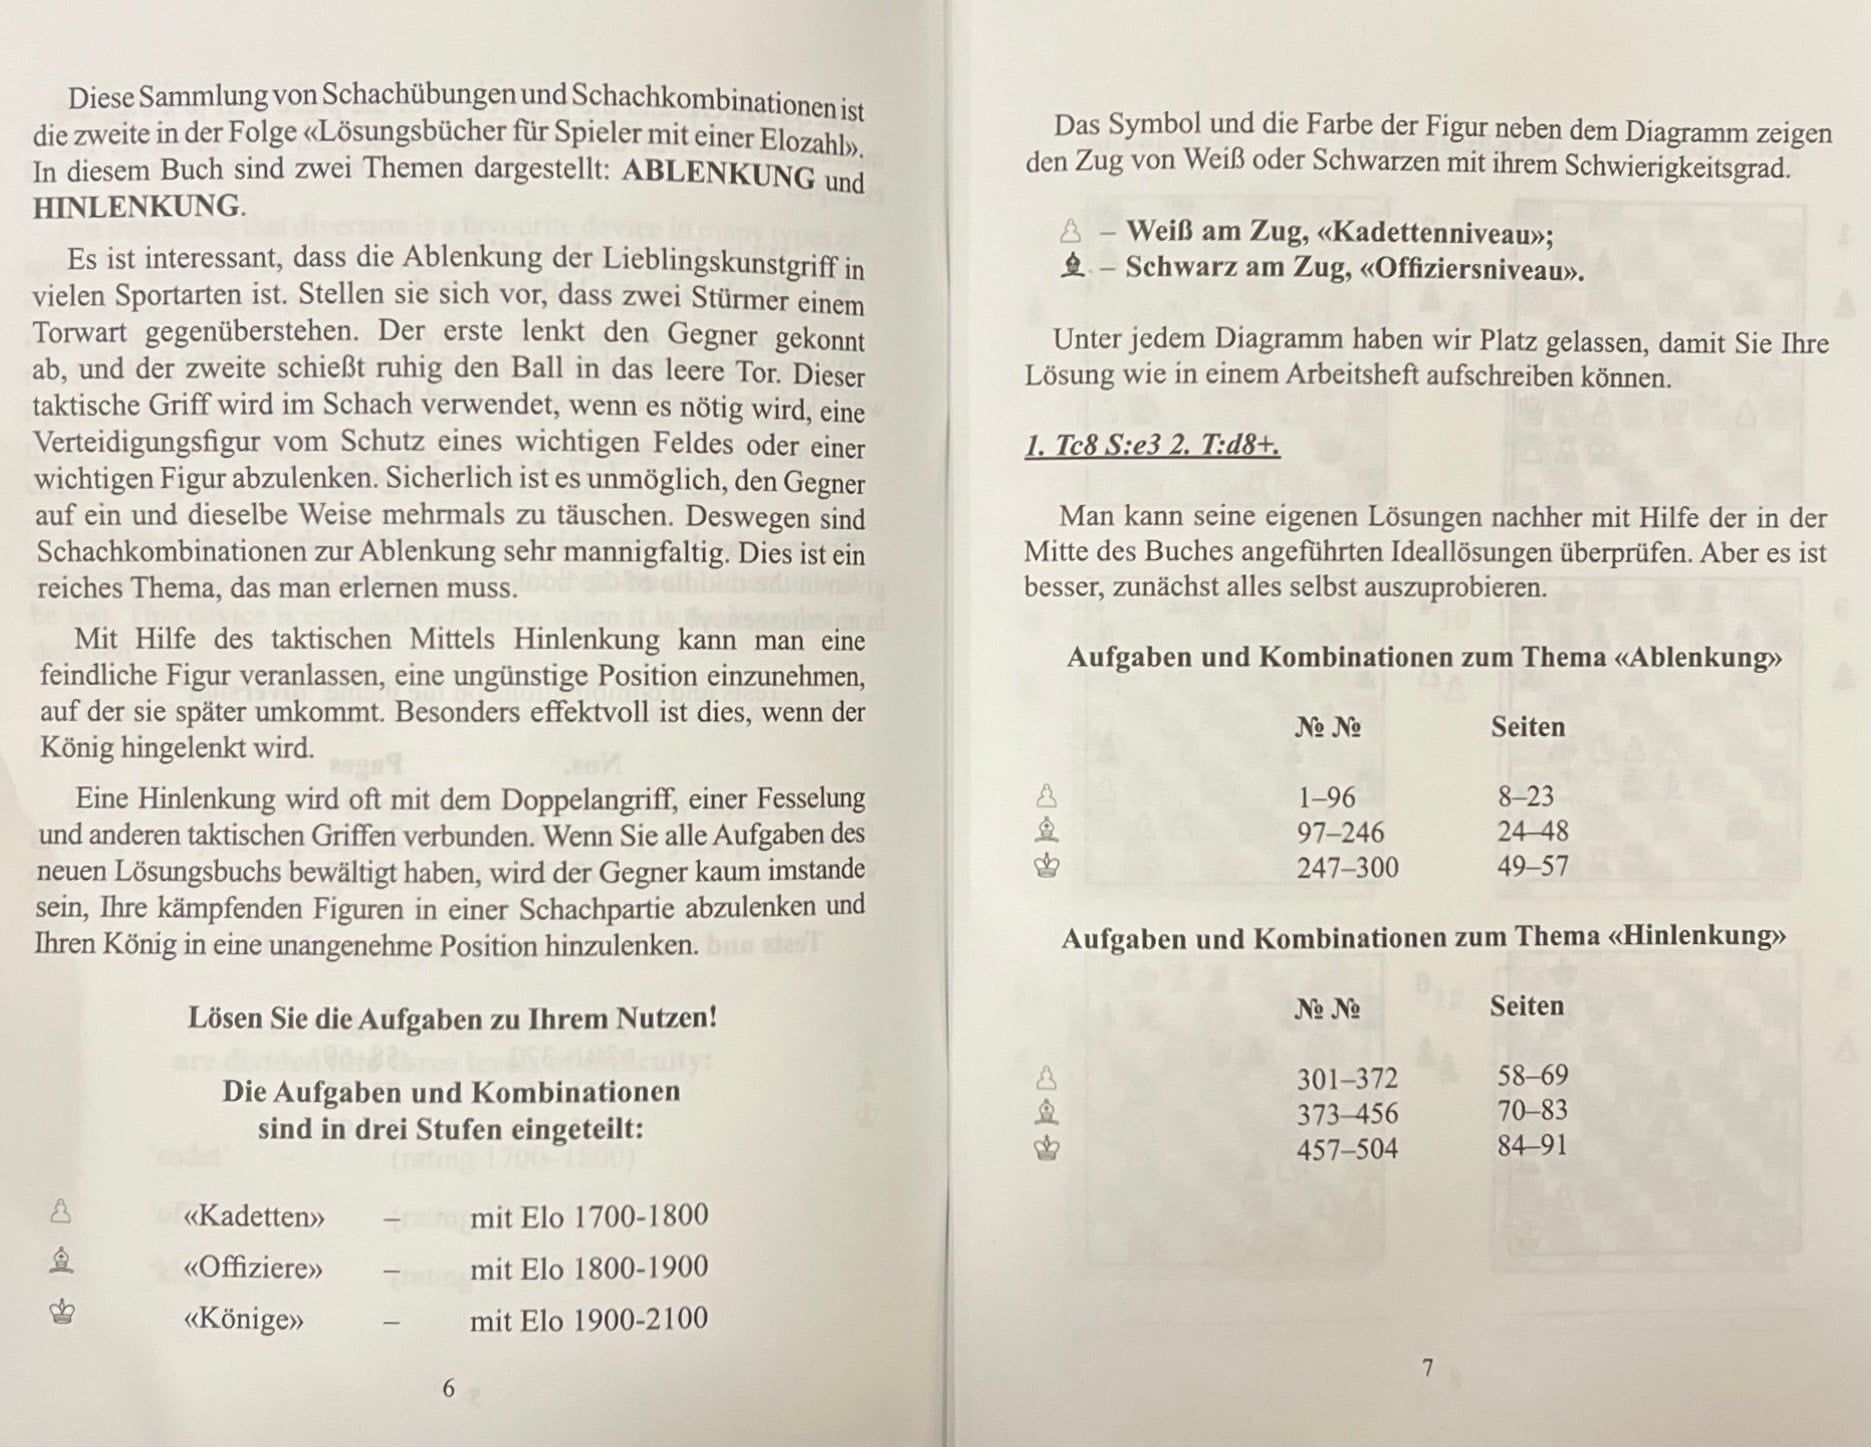 Diese Sammlung von Schachübungen und Schachkombinationen ist
die zweite in der Folge «Lösungsbücher für Spieler mit einer Elozahl».
In diesem Buch sind zwei Themen dargestellt: ABLENKUNG und
HINLENKUNG.
Es ist interessant, dass die Ablenkung der Lieblingskunstgriff in
vielen Sportarten ist. Stellen sie sich vor, dass zwei Stürmer einem
Torwart gegenüberstehen. Der erste lenkt den Gegner gekonnt
ab, und der zweite schießt ruhig den Ball in das leere Tor. Dieser
taktische Griff wird im Schach verwendet, wenn es nötig wird, eine
Verteidigungsfigur vom Schutz eines wichtigen Feldes oder einer
wichtigen Figur abzulenken. Sicherlich ist es unmöglich, den Gegner
auf ein und dieselbe Weise mehrmals zu täuschen. Deswegen sind
Schachkombinationen zur Ablenkung sehr mannigfaltig. Dies ist ein
reiches Thema, das man erlernen muss.
Mit Hilfe des taktischen Mittels Hinlenkung kann man eine
feindliche Figur veranlassen, eine ungünstige Position einzunehmen,
auf der sie später umkommt. Besonders effektvoll ist dies, wenn der
König hingelenkt wird.
Eine Hinlenkung wird oft mit dem Doppelangriff, einer Fesselung
und anderen taktischen Griffen verbunden. Wenn Sie alle Aufgaben des
neuen Lösungsbuchs bewältigt haben, wird der Gegner kaum imstande
sein, Ihre kämpfenden Figuren in einer Schachpartie abzulenken und
Ihren König in eine unangenehme Position hinzulenken.
Lösen Sie die Aufgaben zu Ihrem Nutzen!
Die Aufgaben und Kombinationen
sind in drei Stufen eingeteilt:
♙ «Kadetten» – mit Elo 1700-1800
♗ «Offiziere» – mit Elo 1800-1900
♔ «Könige» – mit Elo 1900-2100
6
Das Symbol und die Farbe der Figur neben dem Diagramm zeigen
den Zug von Weiß oder Schwarzen mit ihrem Schwierigkeitsgrad.
♙ – Weiß am Zug, «Kadettenniveau»;
♝ – Schwarz am Zug, «Offiziersniveau».
Unter jedem Diagramm haben wir Platz gelassen, damit Sie Ihre
Lösung wie in einem Arbeitsheft aufschreiben können.
1. Tc8 S:e3 2. T:d8+.
Man kann seine eigenen Lösungen nachher mit Hilfe der in der
Mitte des Buches angeführten Ideallösungen überprüfen. Aber es ist
besser, zunächst alles selbst auszuprobieren.
Aufgaben und Kombinationen zum Thema «Ablenkung»
№ № Seiten
♙ 1–96 8–23
♗ 97–246 24–48
♔ 247–300 49–57
Aufgaben und Kombinationen zum Thema «Hinlenkung»
№ № Seiten
♙ 301–372 58–69
♗ 373–456 70–83
♔ 457–504 84–91
7